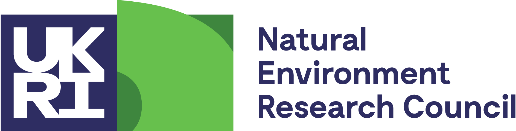 UK
RI
Natural
Environment
Research Council